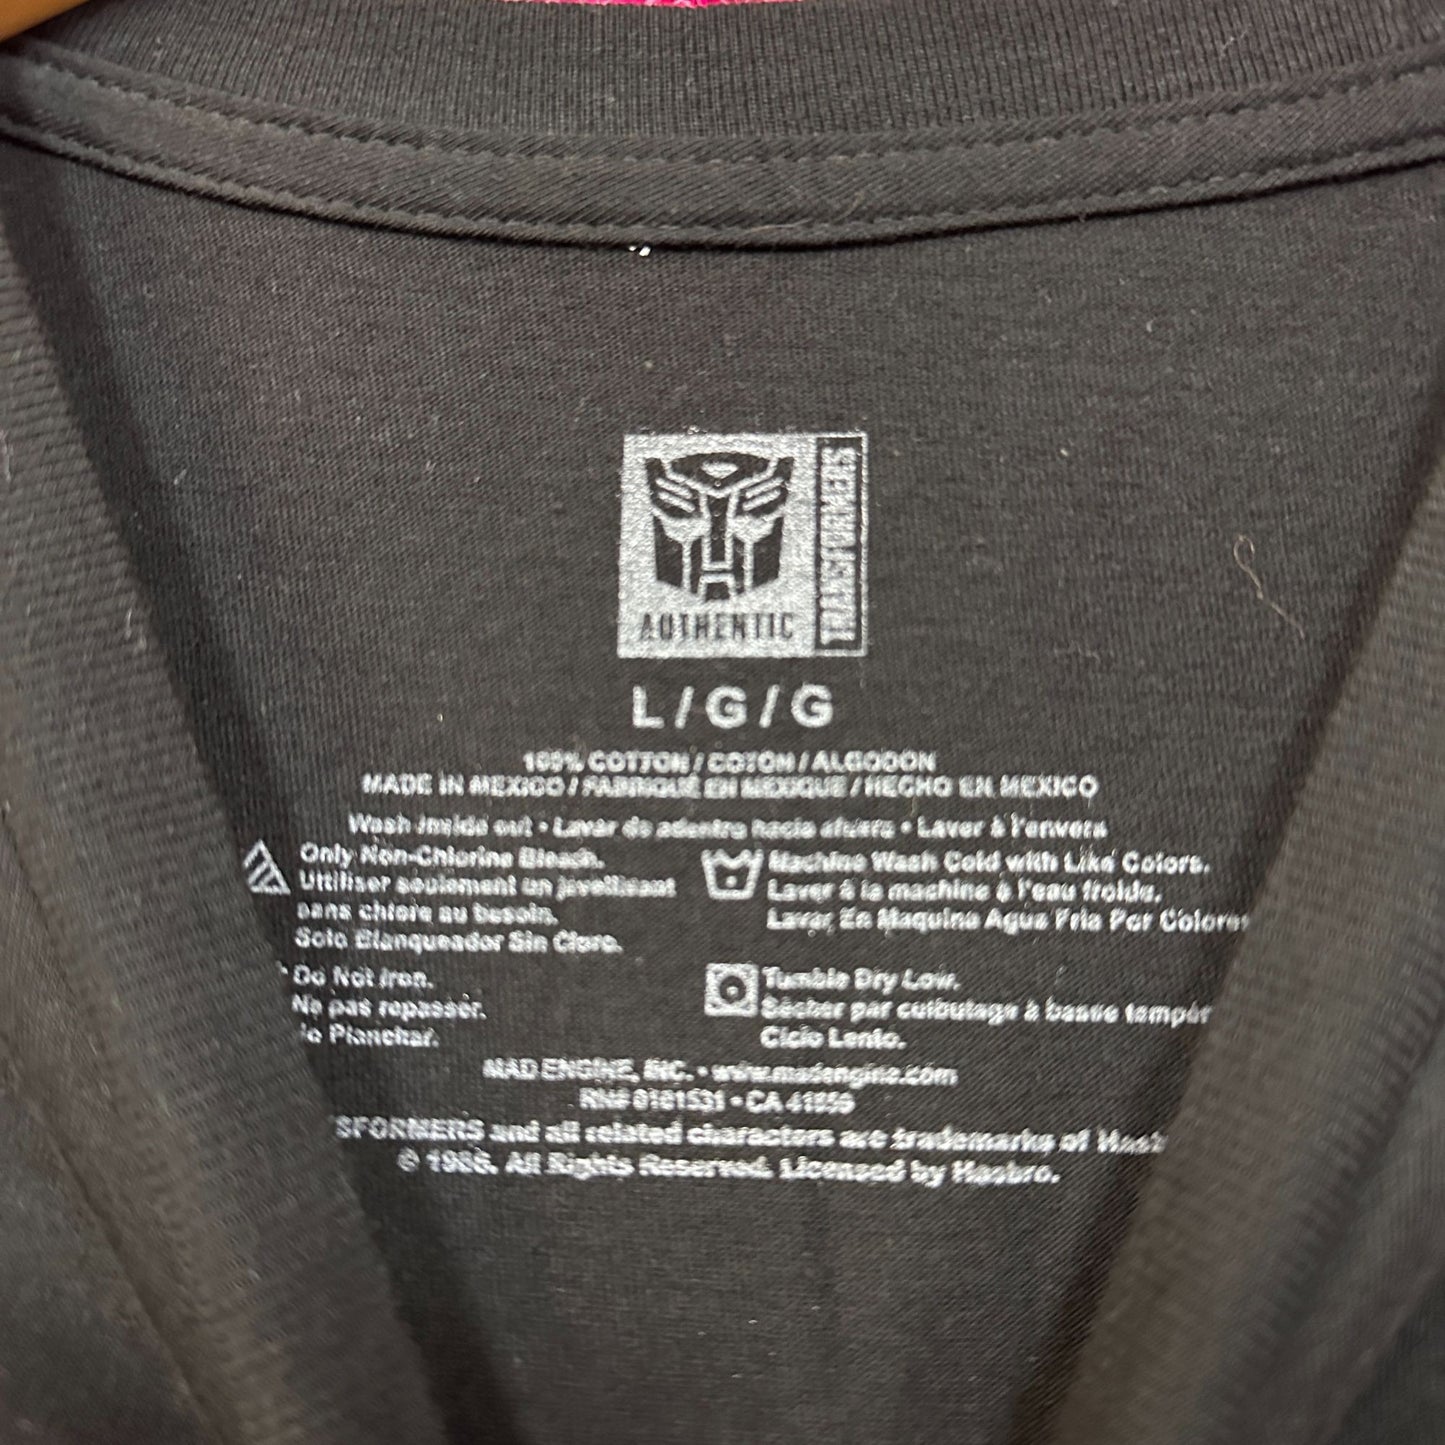 AUTHENTIC
TRANSFORMERS
L / G / G
100% COTTON / COTON / ALGODÓN
MADE IN MEXICO / FABRIQUÉ EN MEXIQUE / HECHO EN MEXICO
Wash inside out • Lavar de adentro hacia afuera • Laver à l'envers
Only Non-Chlorine Bleach.
Uttiliser seulement un javellisant
sans chlore au besoin.
Solo Blanqueador Sin Cloro.
Machine Wash Cold with Like Colors.
Laver à la machine à l'eau froide.
Lavar En Maquina Agua Fria Por Colores
Do Not Iron.
Ne pas repasser.
o Planchar.
Tumble Dry Low.
Sécher par culbutage à basse tempér
Ciclo Lento.
MAD ENGINE, INC. • www.madengine.com
RN# 0101531 • CA 41859
SFORMERS and all related characters are trademarks of Hasb
© All Rights Reserved. Licensed by Hasbro.